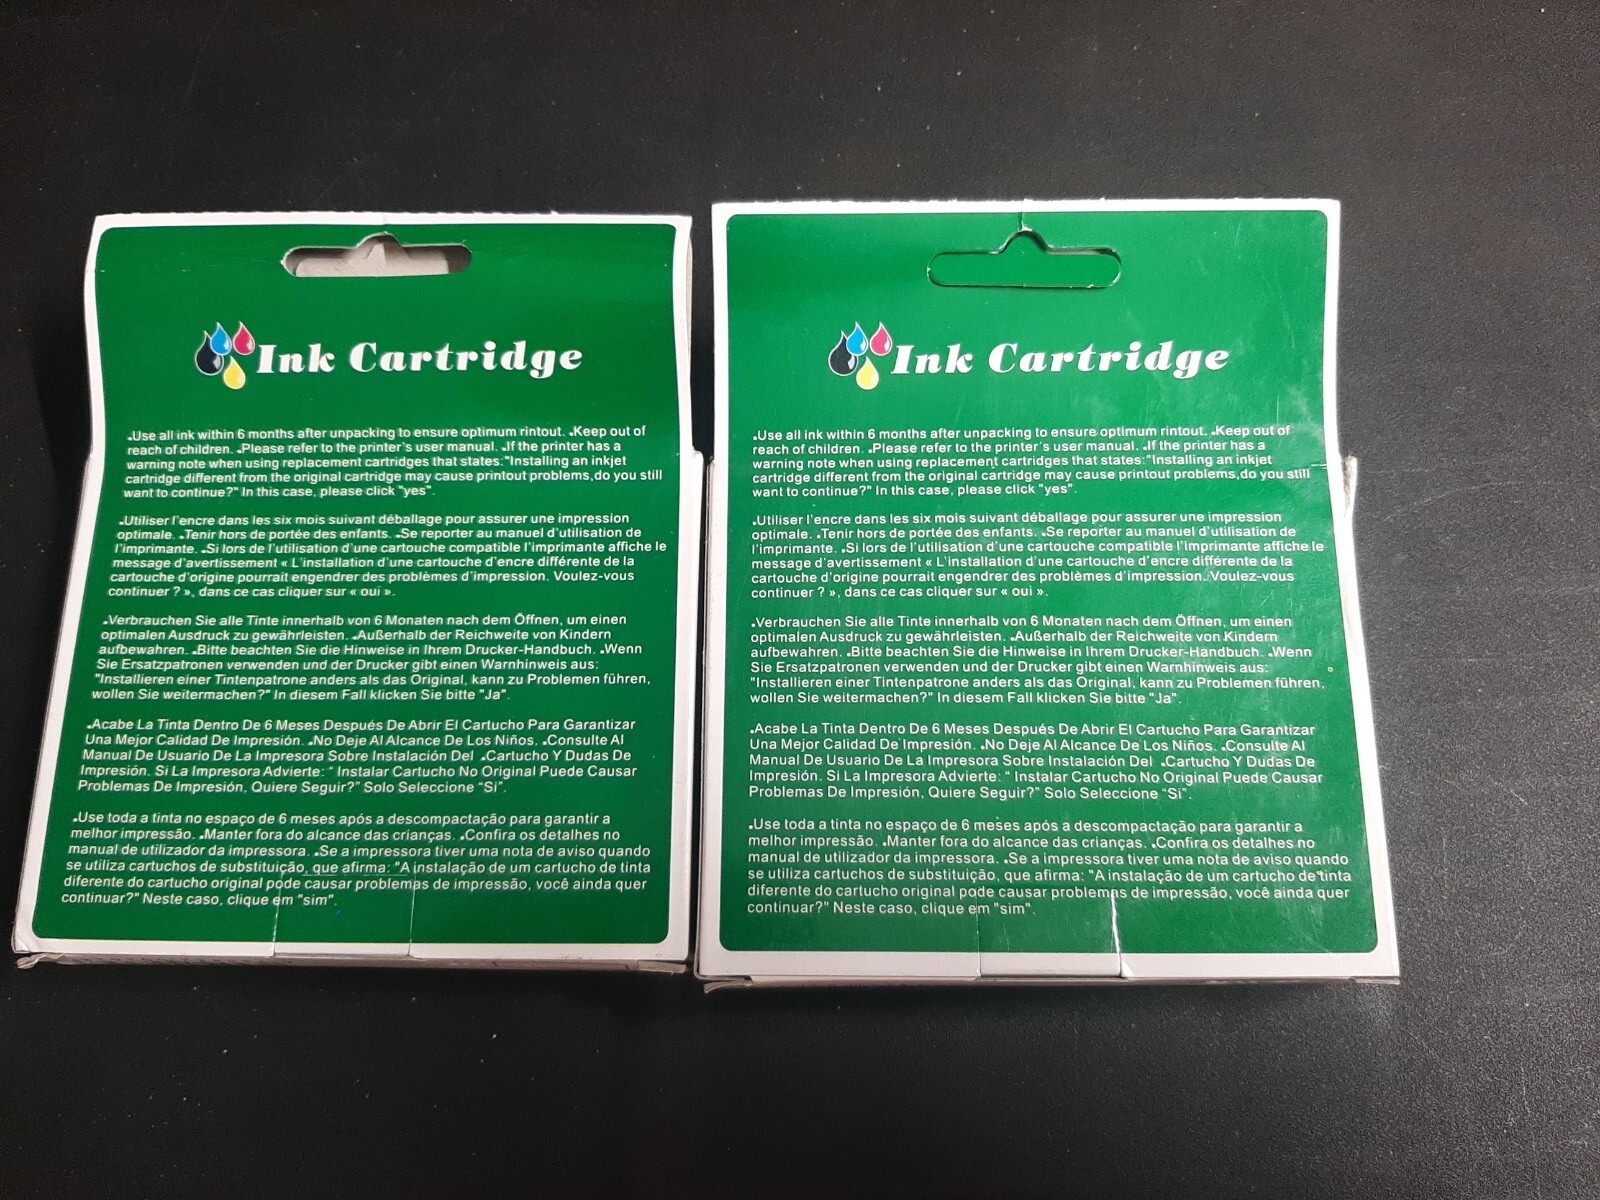 Ink Cartridge
•Use all ink within 6 months after unpacking to ensure optimum rintout. •Keep out of
reach of children. •Please refer to the printer's user manual. •If the printer has a
warning note when using replacement cartridges that states:"Installing an inkjet
cartridge different from the original cartridge may cause printout problems,do you still
want to continue?" In this case, please click "yes".
•Utiliser l'encre dans les six mois suivant déballage pour assurer une impression
optimale. •Tenir hors de portée des enfants. •Se reporter au manuel d'utilisation de
l'imprimante. •Si lors de l'utilisation d'une cartouche compatible l'imprimante affiche le
message d'avertissement « L'installation d'une cartouche d'encre différente de la
cartouche d'origine pourrait engendrer des problèmes d'impression. Voulez-vous
continuer ? », dans ce cas cliquer sur « oui ».
•Verbrauchen Sie alle Tinte innerhalb von 6 Monaten nach dem Öffnen, um einen
optimalen Ausdruck zu gewährleisten. •Außerhalb der Reichweite von Kindern
aufbewahren. •Bitte beachten Sie die Hinweise in Ihrem Drucker-Handbuch. •Wenn
Sie Ersatzpatronen verwenden und der Drucker gibt einen Warnhinweis aus:
"Installieren einer Tintenpatrone anders als das Original, kann zu Problemen führen,
wollen Sie weitermachen?" In diesem Fall klicken Sie bitte "Ja".
•Acabe La Tinta Dentro De 6 Meses Después De Abrir El Cartucho Para Garantizar
Una Mejor Calidad De Impresión. •No Deje Al Alcance De Los Niños. •Consulte Al
Manual De Usuario De La Impresora Sobre Instalación Del •Cartucho Y Dudas De
Impresión. Si La Impresora Advierte: " Instalar Cartucho No Original Puede Causar
Problemas De Impresión, Quiere Seguir?" Solo Seleccione "Si".
•Use toda a tinta no espaço de 6 meses após a descompactação para garantir a
melhor impressão. •Manter fora do alcance das crianças. •Confira os detalhes no
manual de utilizador da impressora. •Se a impressora tiver uma nota de aviso quando
se utiliza cartuchos de substituição, que afirma: "A instalação de um cartucho de tinta
diferente do cartucho original pode causar problemas de impressão, você ainda quer
continuar?" Neste caso, clique em "sim".
Ink Cartridge
•Use all ink within 6 months after unpacking to ensure optimum rintout. •Keep out of
reach of children. •Please refer to the printer's user manual. •If the printer has a
warning note when using replacement cartridges that states:"Installing an inkjet
cartridge different from the original cartridge may cause printout problems,do you still
want to continue?" In this case, please click "yes".
•Utiliser l'encre dans les six mois suivant déballage pour assurer une impression
optimale. •Tenir hors de portée des enfants. •Se reporter au manuel d'utilisation de
l'imprimante. •Si lors de l'utilisation d'une cartouche compatible l'imprimante affiche le
message d'avertissement « L'installation d'une cartouche d'encre différente de la
cartouche d'origine pourrait engendrer des problèmes d'impression. Voulez-vous
continuer ? », dans ce cas cliquer sur « oui ».
•Verbrauchen Sie alle Tinte innerhalb von 6 Monaten nach dem Öffnen, um einen
optimalen Ausdruck zu gewährleisten. •Außerhalb der Reichweite von Kindern
aufbewahren. •Bitte beachten Sie die Hinweise in Ihrem Drucker-Handbuch. •Wenn
Sie Ersatzpatronen verwenden und der Drucker gibt einen Warnhinweis aus:
"Installieren einer Tintenpatrone anders als das Original, kann zu Problemen führen,
wollen Sie weitermachen?" In diesem Fall klicken Sie bitte "Ja".
•Acabe La Tinta Dentro De 6 Meses Después De Abrir El Cartucho Para Garantizar
Una Mejor Calidad De Impresión. •No Deje Al Alcance De Los Niños. •Consulte Al
Manual De Usuario De La Impresora Sobre Instalación Del •Cartucho Y Dudas De
Impresión. Si La Impresora Advierte: " Instalar Cartucho No Original Puede Causar
Problemas De Impresión, Quiere Seguir?" Solo Seleccione "Si".
•Use toda a tinta no espaço de 6 meses após a descompactação para garantir a
melhor impressão. •Manter fora do alcance das crianças. •Confira os detalhes no
manual de utilizador da impressora. •Se a impressora tiver uma nota de aviso quando
se utiliza cartuchos de substituição, que afirma: "A instalação de um cartucho de tinta
diferente do cartucho original pode causar problemas de impressão, você ainda quer
continuar?" Neste caso, clique em "sim".